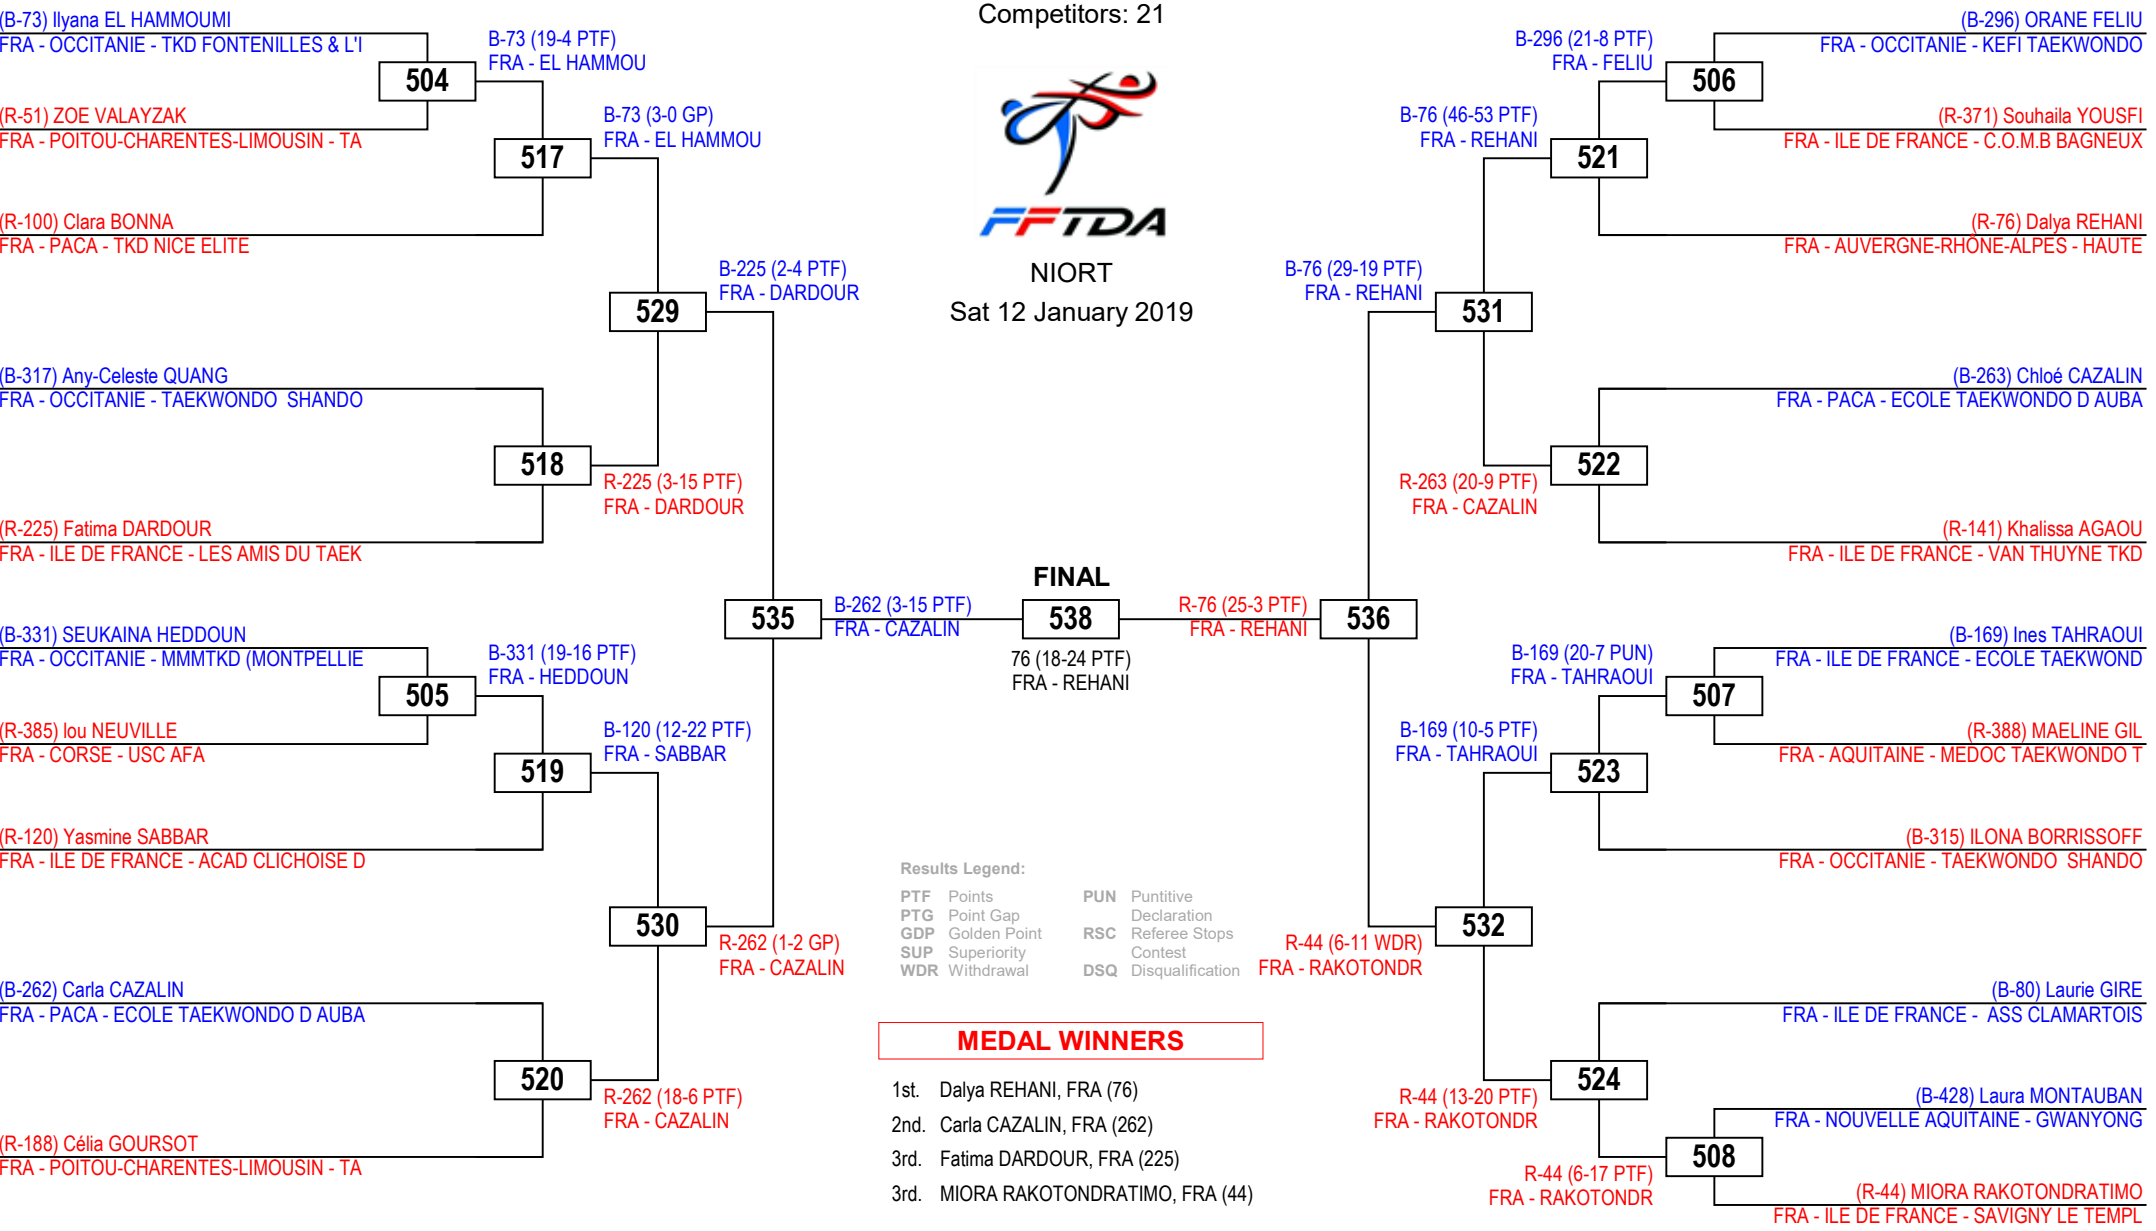 (B-73) Ilyana EL HAMMOUMI
FRA - OCCITANIE - TKD FONTENILLES & L'I
504
(R-51) ZOE VALAYZAK
FRA - POITOU-CHARENTES-LIMOUSIN - TA
B-73 (19-4 PTF)
FRA - EL HAMMOU
517
(R-100) Clara BONNA
FRA - PACA - TKD NICE ELITE
B-73 (3-0 GP)
FRA - EL HAMMOU
529
B-225 (2-4 PTF)
FRA - DARDOUR
(B-317) Any-Celeste QUANG
FRA - OCCITANIE - TAEKWONDO SHANDO
518
R-225 (3-15 PTF)
FRA - DARDOUR
(R-225) Fatima DARDOUR
FRA - ILE DE FRANCE - LES AMIS DU TAEK
535
B-262 (3-15 PTF)
FRA - CAZALIN
(B-331) SEUKAINA HEDDOUN
FRA - OCCITANIE - MMMTKD (MONTPELLIE
505
(R-385) lou NEUVILLE
FRA - CORSE - USC AFA
B-331 (19-16 PTF)
FRA - HEDDOUN
519
B-120 (12-22 PTF)
FRA - SABBAR
(R-120) Yasmine SABBAR
FRA - ILE DE FRANCE - ACAD CLICHOISE D
530
R-262 (1-2 GP)
FRA - CAZALIN
(B-262) Carla CAZALIN
FRA - PACA - ECOLE TAEKWONDO D AUBA
520
R-262 (18-6 PTF)
FRA - CAZALIN
(R-188) Célia GOURSOT
FRA - POITOU-CHARENTES-LIMOUSIN - TA
Competitors: 21
FFTDA
NIORT
Sat 12 January 2019
FINAL
538
76 (18-24 PTF)
FRA - REHANI
Results Legend:
PTF Points
PTG Point Gap
GDP Golden Point
SUP Superiority
WDR Withdrawal
PUN Puntitive
Declaration
RSC Referee Stops
Contest
DSQ Disqualification
MEDAL WINNERS
1st. Dalya REHANI, FRA (76)
2nd. Carla CAZALIN, FRA (262)
3rd. Fatima DARDOUR, FRA (225)
3rd. MIORA RAKOTONDRATIMO, FRA (44)
(B-296) ORANE FELIU
FRA - OCCITANIE - KEFI TAEKWONDO
B-296 (21-8 PTF)
FRA - FELIU
506
(R-371) Souhaila YOUSFI
FRA - ILE DE FRANCE - C.O.M.B BAGNEUX
B-76 (46-53 PTF)
FRA - REHANI
521
(R-76) Dalya REHANI
FRA - AUVERGNE-RHÔNE-ALPES - HAUTE
B-76 (29-19 PTF)
FRA - REHANI
531
(B-263) Chloé CAZALIN
FRA - PACA - ECOLE TAEKWONDO D AUBA
522
R-263 (20-9 PTF)
FRA - CAZALIN
(R-141) Khalissa AGAOU
FRA - ILE DE FRANCE - VAN THUYNE TKD
R-76 (25-3 PTF)
FRA - REHANI
536
(B-169) Ines TAHRAOUI
FRA - ILE DE FRANCE - ECOLE TAEKWOND
B-169 (20-7 PUN)
FRA - TAHRAOUI
507
(R-388) MAELINE GIL
FRA - AQUITAINE - MEDOC TAEKWONDO T
B-169 (10-5 PTF)
FRA - TAHRAOUI
523
(B-315) ILONA BORRISSOFF
FRA - OCCITANIE - TAEKWONDO SHANDO
532
R-44 (6-11 WDR)
FRA - RAKOTONDR
(B-80) Laurie GIRE
FRA - ILE DE FRANCE - ASS CLAMARTOIS
524
R-44 (13-20 PTF)
FRA - RAKOTONDR
(B-428) Laura MONTAUBAN
FRA - NOUVELLE AQUITAINE - GWANYONG
508
R-44 (6-17 PTF)
FRA - RAKOTONDR
(R-44) MIORA RAKOTONDRATIMO
FRA - ILE DE FRANCE - SAVIGNY LE TEMPL